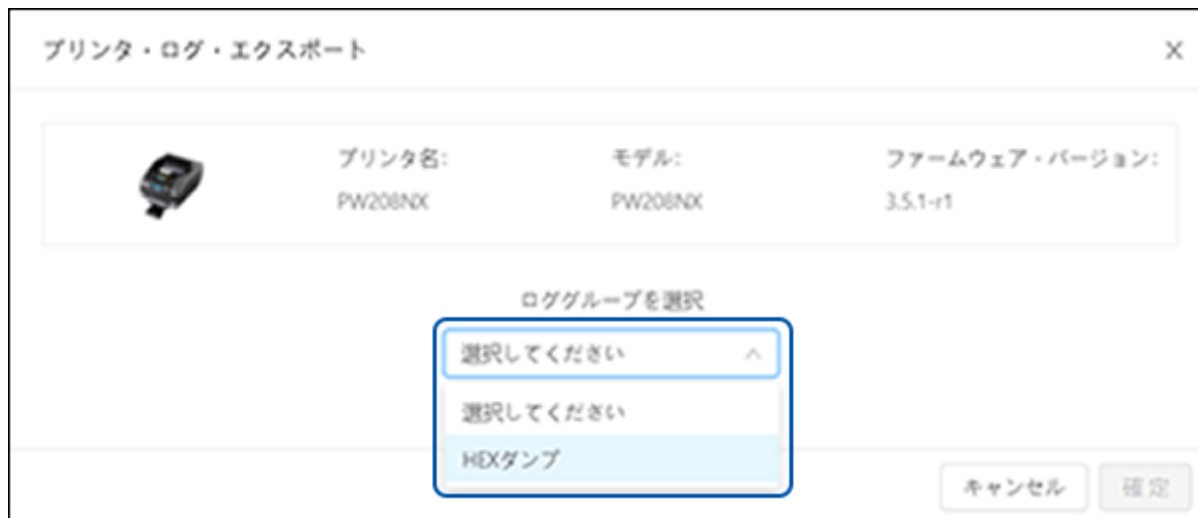 プリンタ・ログ・エクスポート X
プリンタ名: モデル: ファームウェア・バージョン:
PW208NX PW208NX 3.5.1-r1
ロググループを選択
選択してください
選択してください
HEXダンプ
キャンセル 確定